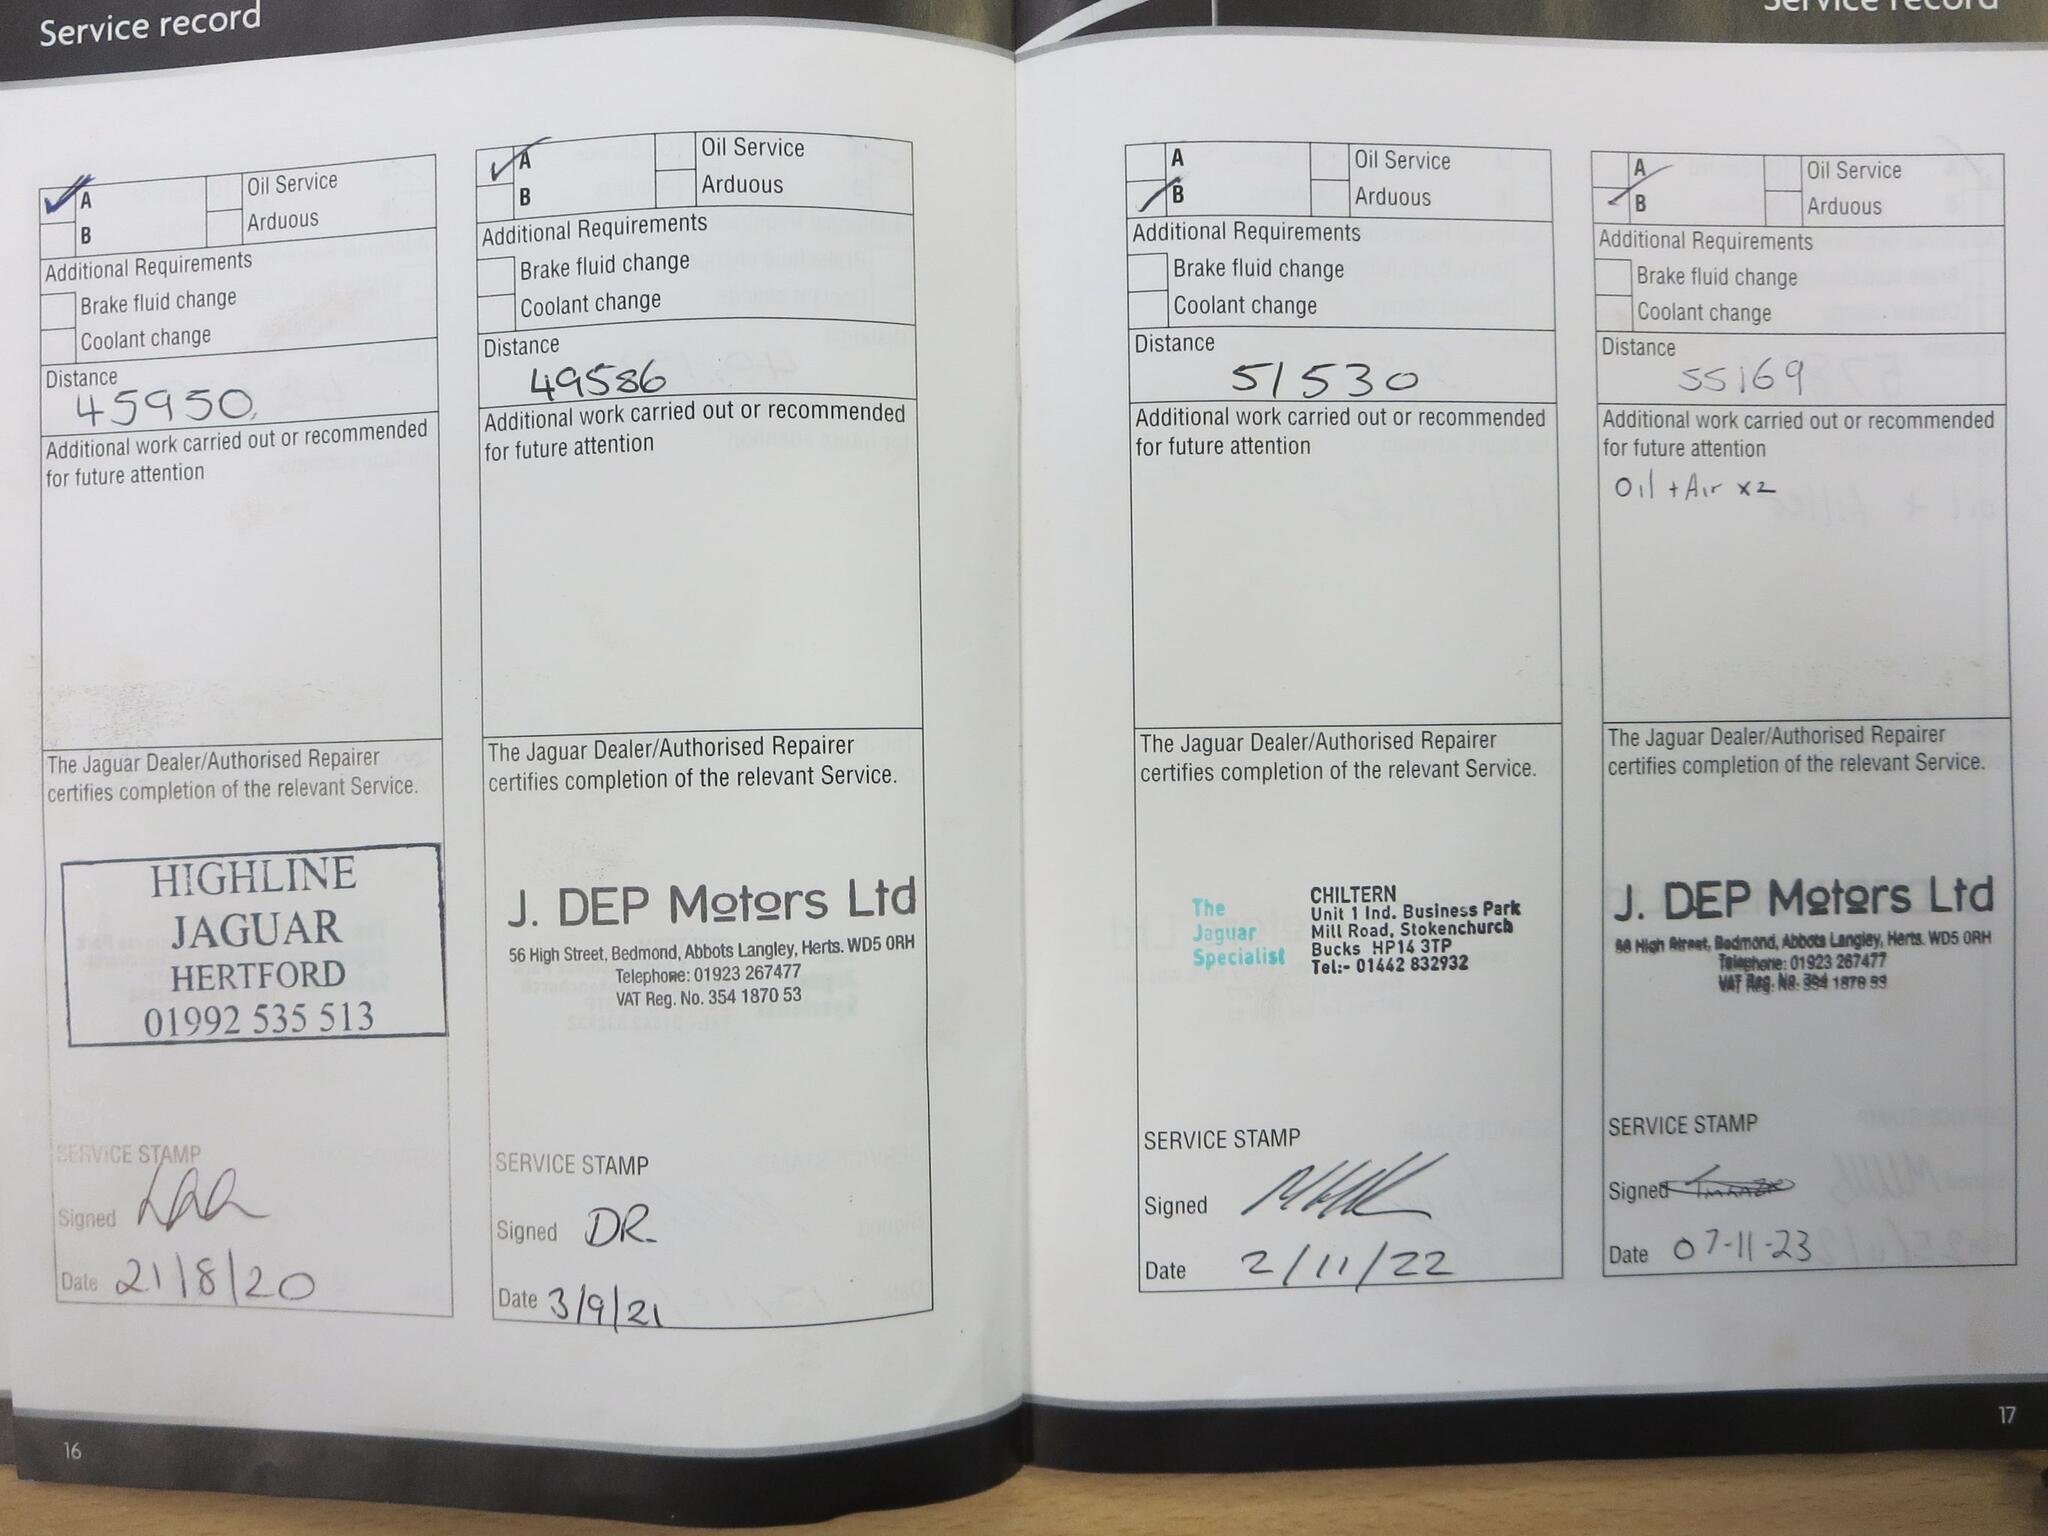 Service record
A
Oil Service
B
Arduous
Additional Requirements
Brake fluid change
Coolant change
Distance
45950
Additional work carried out or recommended
for future attention
The Jaguar Dealer/Authorised Repairer
certifies completion of the relevant Service.
HIGHLINE
JAGUAR
HERTFORD
01992 535 513
SERVICE STAMP
Signed
Date 21/8/20
A
Oil Service
B
Arduous
Additional Requirements
Brake fluid change
Coolant change
Distance
49586
Additional work carried out or recommended
for future attention
The Jaguar Dealer/Authorised Repairer
certifies completion of the relevant Service.
J. DEP Motors Ltd
56 High Street, Bedmond, Abbots Langley, Herts. WD5 0RH
Telephone: 01923 267477
VAT Reg. No. 354 1870 53
SERVICE STAMP
Signed DR.
Date 3/9/21
16
Service record
A
Oil Service
B
Arduous
Additional Requirements
Brake fluid change
Coolant change
Distance
51530
Additional work carried out or recommended
for future attention
The Jaguar Dealer/Authorised Repairer
certifies completion of the relevant Service.
The
Jaguar
Specialist
CHILTERN
Unit 1 Ind. Business Park
Mill Road, Stokenchurch
Bucks HP14 3TP
Tel:- 01442 832932
SERVICE STAMP
Signed
Date 2/11/22
A
Oil Service
B
Arduous
Additional Requirements
Brake fluid change
Coolant change
Distance
55169
Additional work carried out or recommended
for future attention
Oil + Air x2
The Jaguar Dealer/Authorised Repairer
certifies completion of the relevant Service.
J. DEP Motors Ltd
56 High Street, Bedmond, Abbots Langley, Herts. WD5 0RH
Telephone: 01923 267477
VAT Reg. No. 354 1870 53
SERVICE STAMP
Signed
Date 07-11-23
17